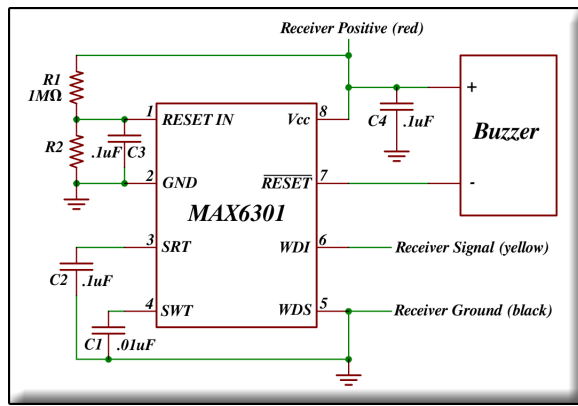 Receiver Positive (red)
R1
1MΩ
1
RESET IN
Vcc
8
C4
.1uF
+
Buzzer
R2
.1uF
C3
2
GND
RESET
7
-
MAX6301
3
SRT
WDI
6
Receiver Signal (yellow)
C2
.1uF
4
SWT
WDS
5
Receiver Ground (black)
C1
.01uF